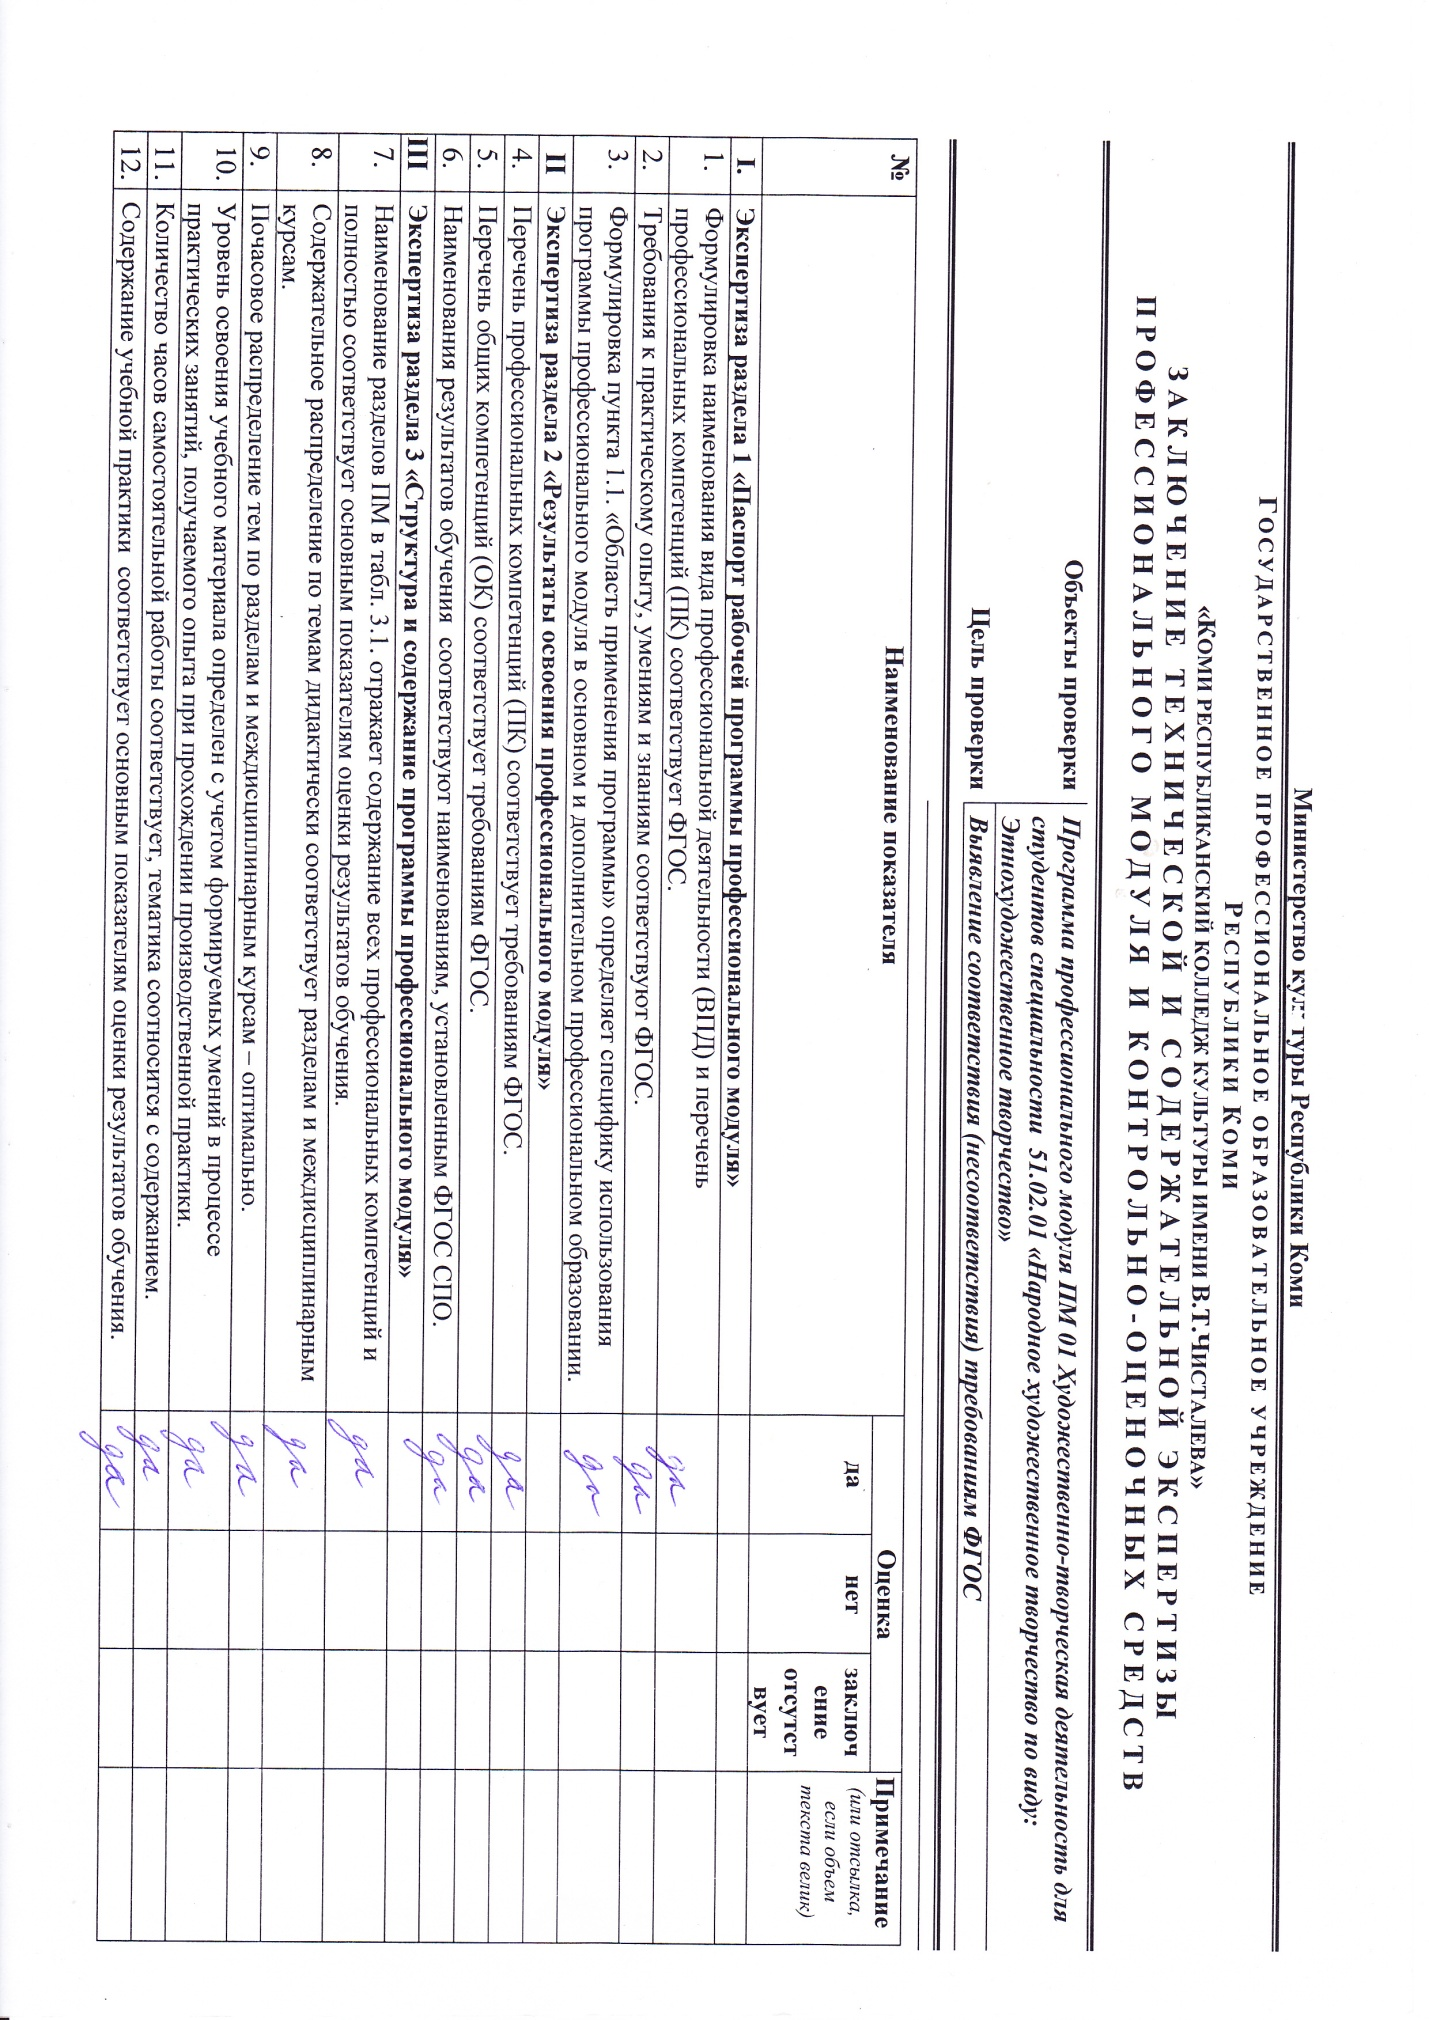 Министерство культуры Республики Коми
ГОСУДАРСТВЕННОЕ ПРОФЕССИОНАЛЬНОЕ ОБРАЗОВАТЕЛЬНОЕ УЧРЕЖДЕНИЕ
РЕСПУБЛИКИ КОМИ
«КОМИ РЕСПУБЛИКАНСКИЙ КОЛЛЕДЖ КУЛЬТУРЫ ИМЕНИ В.Т.ЧИСТАЛЕВА»
ЗАКЛЮЧЕНИЕ ТЕХНИЧЕСКОЙ И СОДЕРЖАТЕЛЬНОЙ ЭКСПЕРТИЗЫ
ПРОФЕССИОНАЛЬНОГО МОДУЛЯ И КОНТРОЛЬНО-ОЦЕНОЧНЫХ СРЕДСТВ
Объекты проверки
Программа профессионального модуля ПМ 01 Художественно-творческая деятельность для
студентов специальности 51.02.01 «Народное художественное творчество по виду:
Этнохудожественное творчество»
Цель проверки
Выявление соответствия (несоответствия) требованиям ФГОС
№
Наименование показателя
Оценка
Примечание
(или отсылка,
если объем
текста велик)
да
нет
заключ
ение
отсутст
вует
I. Экспертиза раздела 1 «Паспорт рабочей программы профессионального модуля»
1. Формулировка наименования вида профессиональной деятельности (ВПД) и перечень
профессиональных компетенций (ПК) соответствует ФГОС.
да
2. Требования к практическому опыту, умениям и знаниям соответствуют ФГОС.
да
3. Формулировка пункта 1.1. «Область применения программы» определяет специфику использования
программы профессионального модуля в основном и дополнительном профессиональном образовании.
да
II Экспертиза раздела 2 «Результаты освоения профессионального модуля»
4. Перечень профессиональных компетенций (ПК) соответствует требованиям ФГОС.
да
5. Перечень общих компетенций (ОК) соответствует требованиям ФГОС.
да
6. Наименования результатов обучения соответствуют наименованиям, установленным ФГОС СПО.
да
III Экспертиза раздела 3 «Структура и содержание программы профессионального модуля»
7. Наименование разделов ПМ в табл. 3.1. отражает содержание всех профессиональных компетенций и
полностью соответствует основным показателям оценки результатов обучения.
да
8. Содержательное распределение по темам дидактически соответствует разделам и междисциплинарным
курсам.
да
9. Почасовое распределение тем по разделам и междисциплинарным курсам – оптимально.
да
10. Уровень освоения учебного материала определен с учетом формируемых умений в процессе
практических занятий, получаемого опыта при прохождении производственной практики.
да
11. Количество часов самостоятельной работы соответствует, тематика соотносится с содержанием.
да
12. Содержание учебной практики соответствует основным показателям оценки результатов обучения.
да